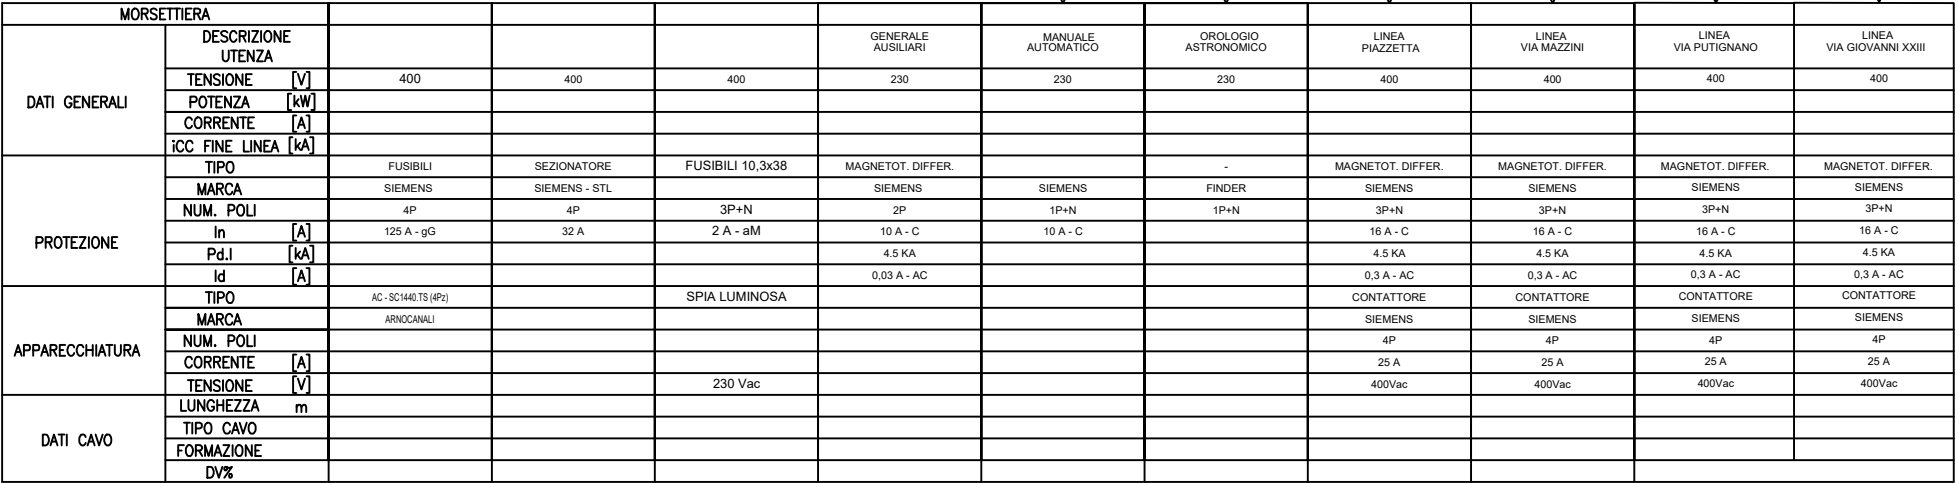 MORSETTIERA
DATI GENERALI
DESCRIZIONE UTENZA GENERALE AUSILIARI MANUALE AUTOMATICO OROLOGIO ASTRONOMICO LINEA PIAZZETTA LINEA VIA MAZZINI LINEA VIA PUTIGNANO LINEA VIA GIOVANNI XXIII
TENSIONE [V] 400 400 400 230 230 230 400 400 400 400
POTENZA [kW]
CORRENTE [A]
iCC FINE LINEA [kA]
PROTEZIONE
TIPO FUSIBILI SEZIONATORE FUSIBILI 10,3x38 MAGNETOT. DIFFER. - MAGNETOT. DIFFER. MAGNETOT. DIFFER. MAGNETOT. DIFFER. MAGNETOT. DIFFER.
MARCA SIEMENS SIEMENS - STL SIEMENS SIEMENS FINDER SIEMENS SIEMENS SIEMENS SIEMENS
NUM. POLI 4P 4P 3P+N 2P 1P+N 1P+N 3P+N 3P+N 3P+N 3P+N
In [A] 125 A - gG 32 A 2 A - aM 10 A - C 10 A - C 16 A - C 16 A - C 16 A - C 16 A - C
Pd.I [kA] 4.5 KA 4.5 KA 4.5 KA 4.5 KA 4.5 KA
Id [A] 0,03 A - AC 0,3 A - AC 0,3 A - AC 0,3 A - AC 0,3 A - AC
APPARECCHIATURA
TIPO AC - SC1440.TS (4Pz) SPIA LUMINOSA CONTATTORE CONTATTORE CONTATTORE CONTATTORE
MARCA ARNOCANALI SIEMENS SIEMENS SIEMENS SIEMENS
NUM. POLI 4P 4P 4P 4P
CORRENTE [A] 25 A 25 A 25 A 25 A
TENSIONE [V] 230 Vac 400Vac 400Vac 400Vac 400Vac
DATI CAVO
LUNGHEZZA m
TIPO CAVO
FORMAZIONE
DV%